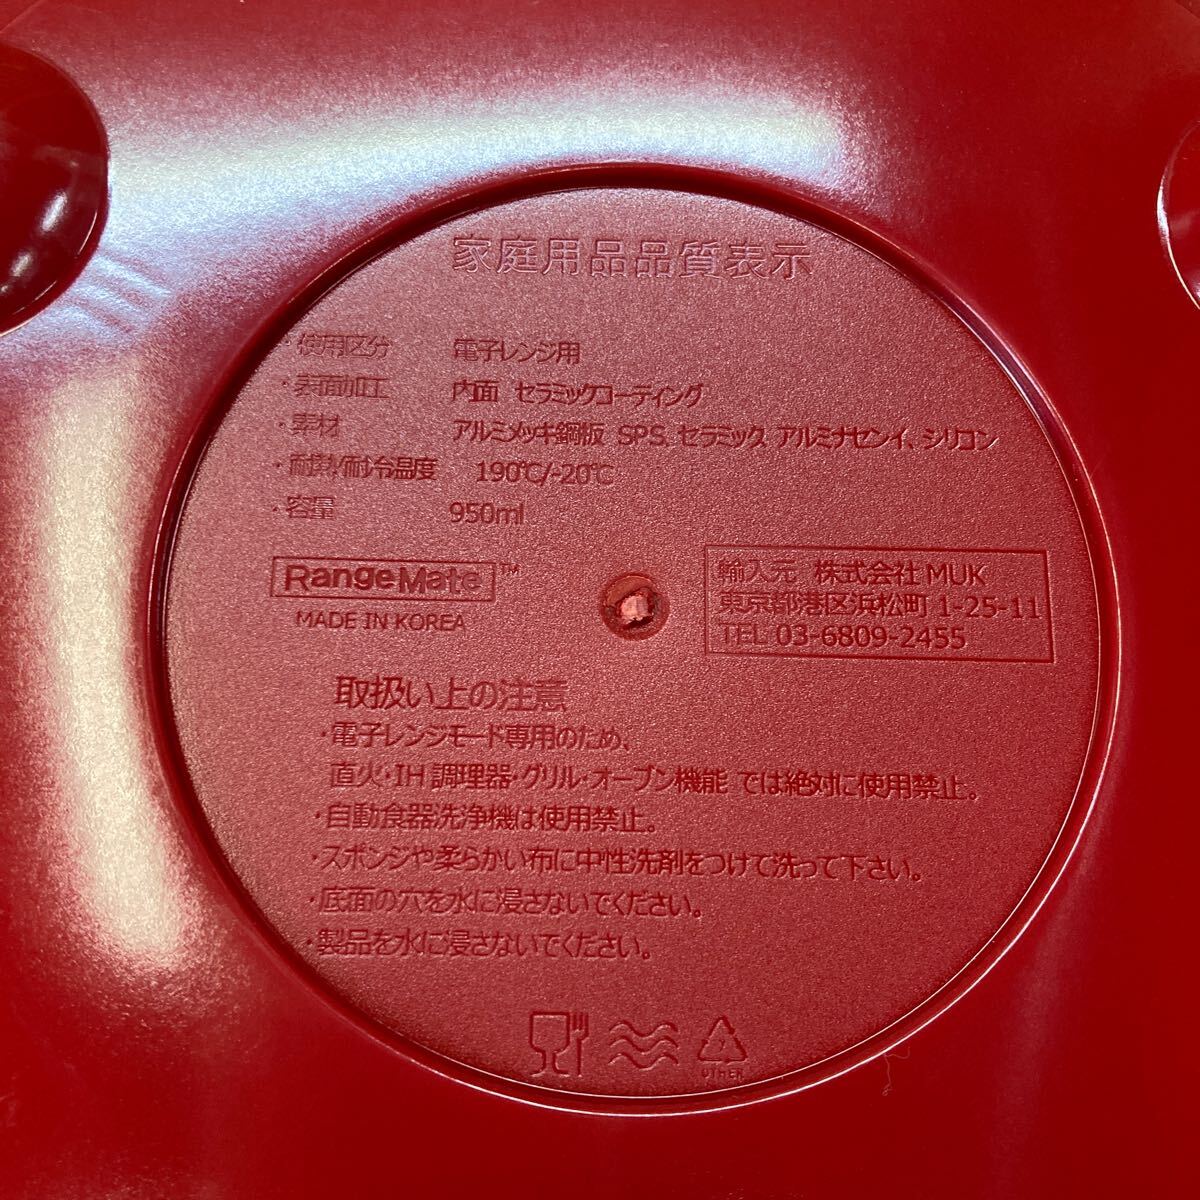 家庭用品品質表示
・使用区分 電子レンジ用
・表面加工 内面 セラミックコーティング
・素材 アルミメッキ鋼板 SPS、セラミックス アルミナセンイ、シリコン
・耐熱/耐冷温度 190℃/-20℃
・容量 950ml
RangeMate™
MADE IN KOREA
輸入元 株式会社MUK
東京都港区浜松町1-25-11
TEL 03-6809-2455
取扱い上の注意
・電子レンジモード専用のため、
直火・IH調理器・グリル・オーブン機能 では絶対に使用禁止。
・自動食器洗浄機は使用禁止。
・スポンジや柔らかい布に中性洗剤をつけて洗って下さい。
・底面の穴を水に浸さないでください。
・製品を水に浸さないでください。
OTHER